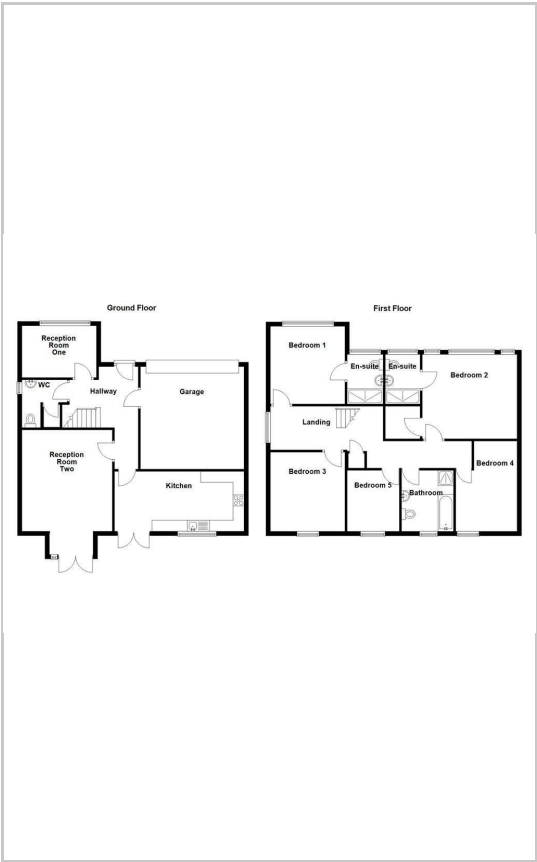 Ground Floor
Reception
Room
One
WC
Hallway
Garage
Reception
Room
Two
Kitchen
First Floor
Bedroom 1
En-suite
En-suite
Bedroom 2
Landing
Bedroom 3
Bedroom 5
Bathroom
Bedroom 4